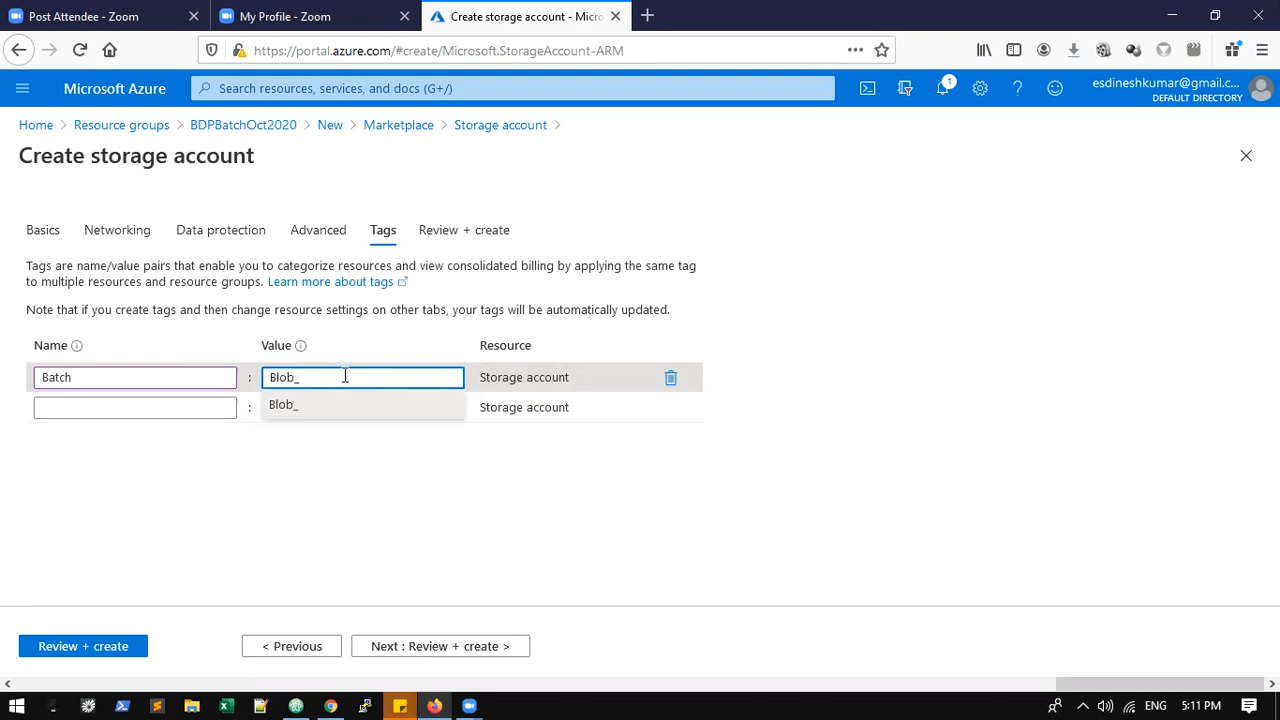 Post Attendee - Zoom
My Profile - Zoom
Create storage account - Micro
https://portal.azure.com/#create/Microsoft.StorageAccount-ARM
Microsoft Azure
Search resources, services, and docs (G+/)
1
esdineshkumar@gmail.c...
DEFAULT DIRECTORY
Home > Resource groups > BDPBatchOct2020 > New > Marketplace > Storage account >
Create storage account
Basics Networking Data protection Advanced Tags Review + create
Tags are name/value pairs that enable you to categorize resources and view consolidated billing by applying the same tag
to multiple resources and resource groups. Learn more about tags
Note that if you create tags and then change resource settings on other tabs, your tags will be automatically updated.
Name Value Resource
Batch : Blob_ Storage account
Blob_
: Storage account
Review + create < Previous Next : Review + create >
ENG 5:11 PM